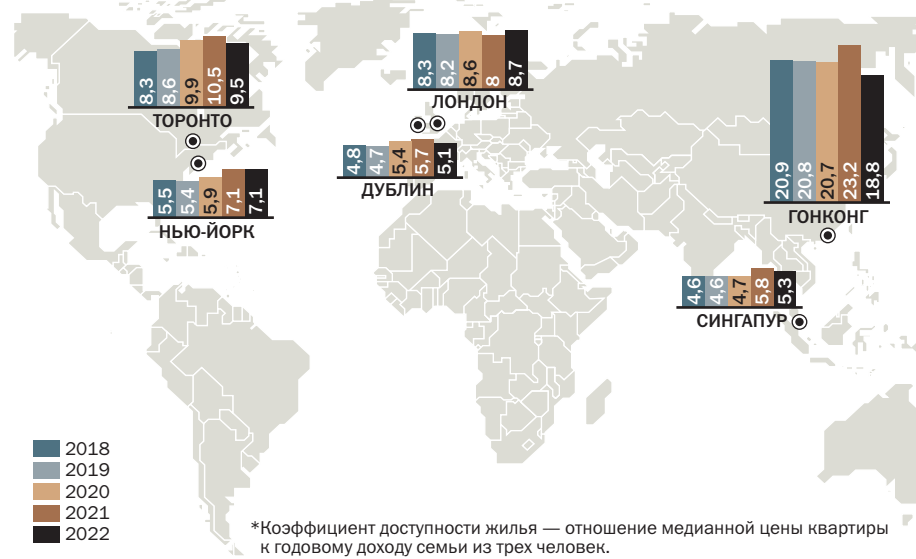 8,3 8,6 9,9 10,5 9,5
ТОРОНТО
8,3 8,2 8,6 8 8,7
ЛОНДОН
4,8 4,7 5,4 5,7 5,1
ДУБЛИН
5,5 5,4 5,9 7,1 7,1
НЬЮ-ЙОРК
20,9 20,8 20,7 23,2 18,8
ГОНКОНГ
4,6 4,6 4,7 5,8 5,3
СИНГАПУР
2018
2019
2020
2021
2022
*Коэффициент доступности жилья — отношение медианной цены квартиры
к годовому доходу семьи из трех человек.